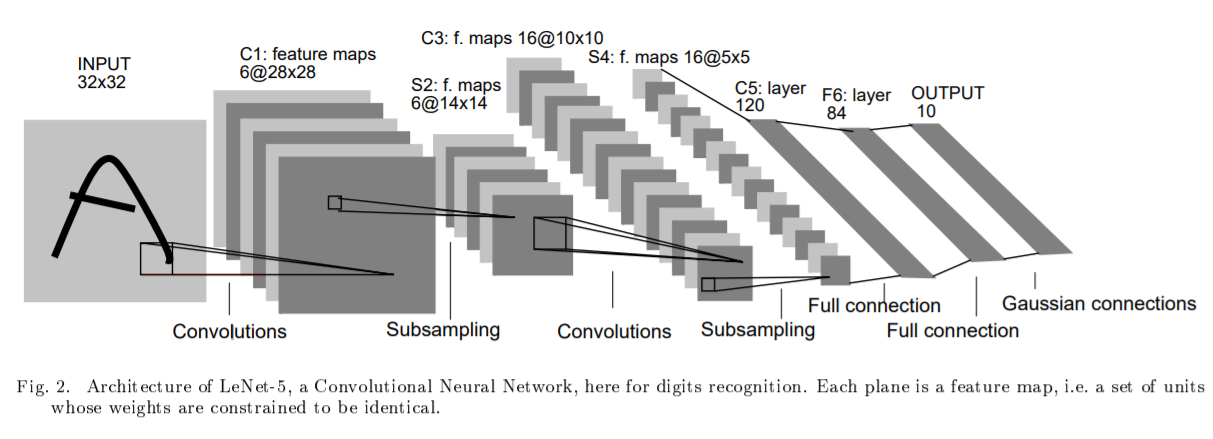 INPUT
32x32
C1: feature maps
6@28x28
S2: f. maps
6@14x14
C3: f. maps 16@10x10
S4: f. maps 16@5x5
C5: layer
120
F6: layer
84
OUTPUT
10
Convolutions
Subsampling
Convolutions
Subsampling
Full connection
Full connection
Gaussian connections
Fig. 2. Architecture of LeNet-5, a Convolutional Neural Network, here for digits recognition. Each plane is a feature map, i.e. a set of units
whose weights are constrained to be identical.